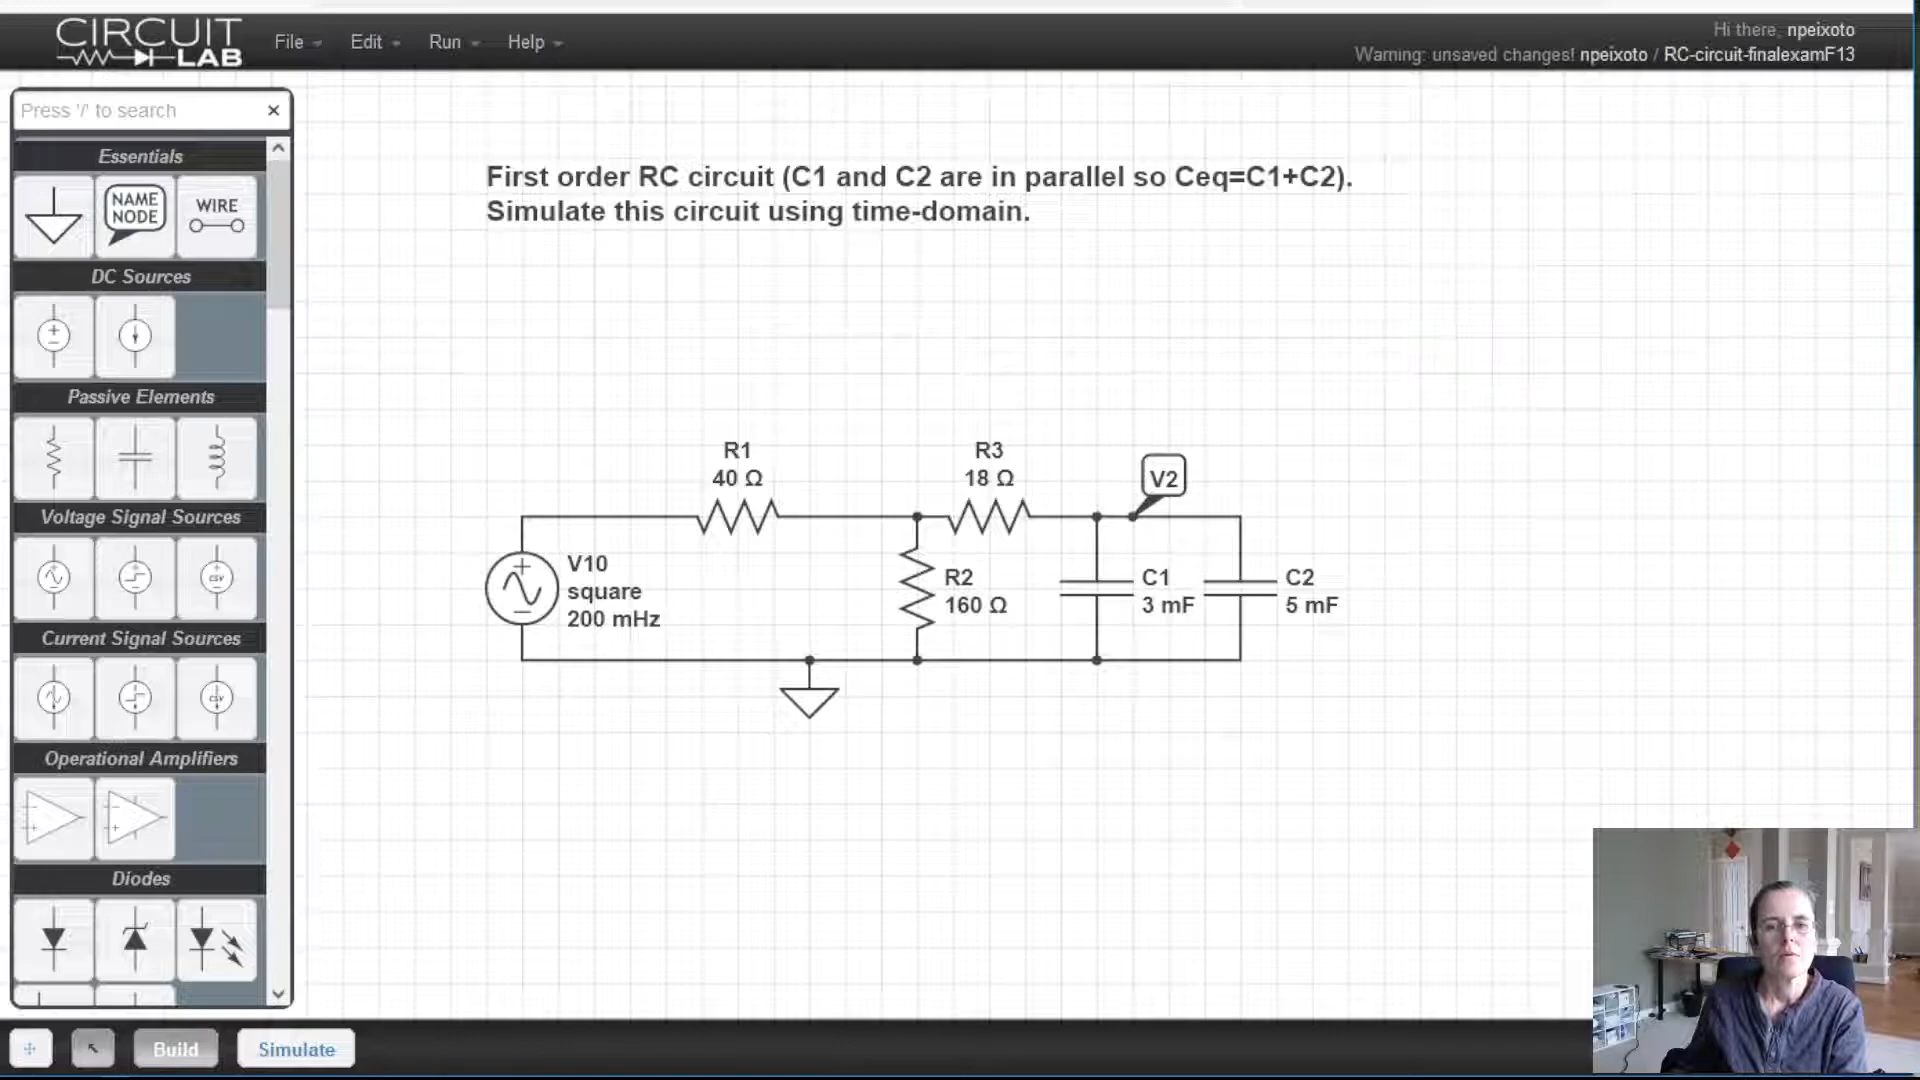 CIRCUIT
LAB
File
Edit
Run
Help
Hi there, npeixoto
Warning: unsaved changes! npeixoto / RC-circuit-finalexamF13
Press '/' to search
×
Essentials
NAME
NODE
WIRE
DC Sources
Passive Elements
Voltage Signal Sources
csv
Current Signal Sources
csv
Operational Amplifiers
Diodes
First order RC circuit (C1 and C2 are in parallel so Ceq=C1+C2).
Simulate this circuit using time-domain.
R1
40 Ω
R3
18 Ω
V2
V10
square
200 mHz
R2
160 Ω
C1
3 mF
C2
5 mF
Build
Simulate